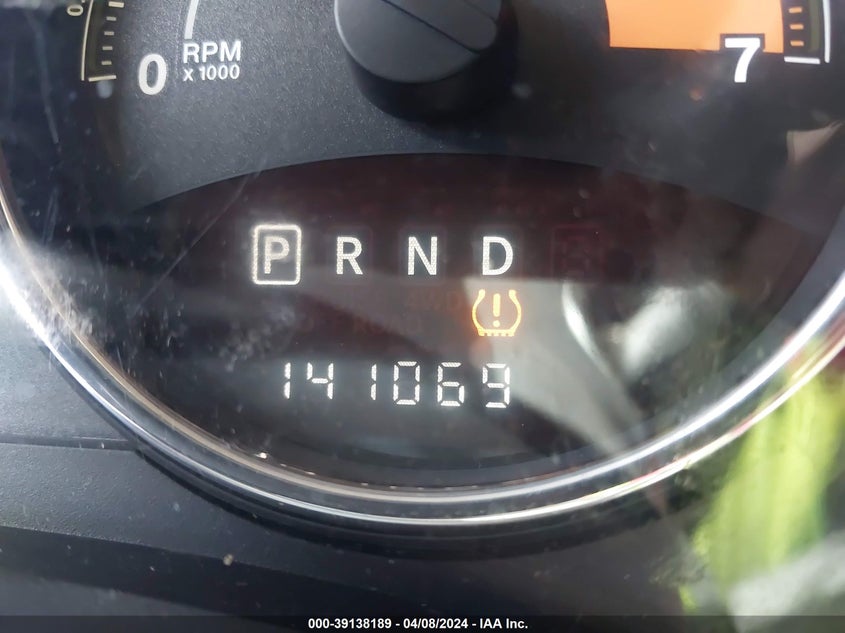 0 RPM 7
x 1000
P R N D
141069
000-39138189 - 04/08/2024 - IAA Inc.